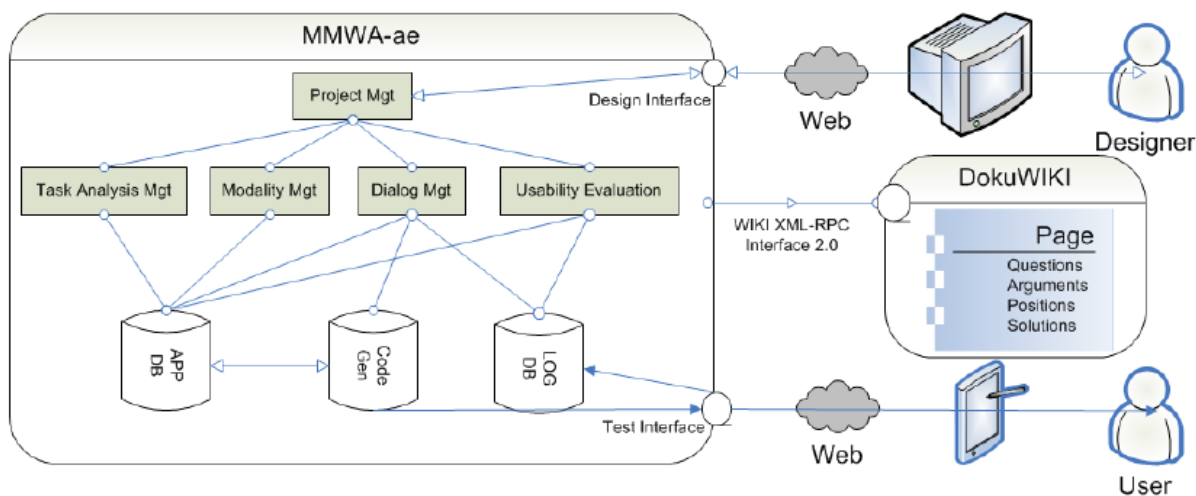 MMWA-ae
Project Mgt
Design Interface
Web
Designer
Task Analysis Mgt
Modality Mgt
Dialog Mgt
Usability Evaluation
WIKI XML-RPC
Interface 2.0
DokuWIKI
Page
Questions
Arguments
Positions
Solutions
APP
DB
Code
Gen
LOG
DB
Test Interface
Web
User